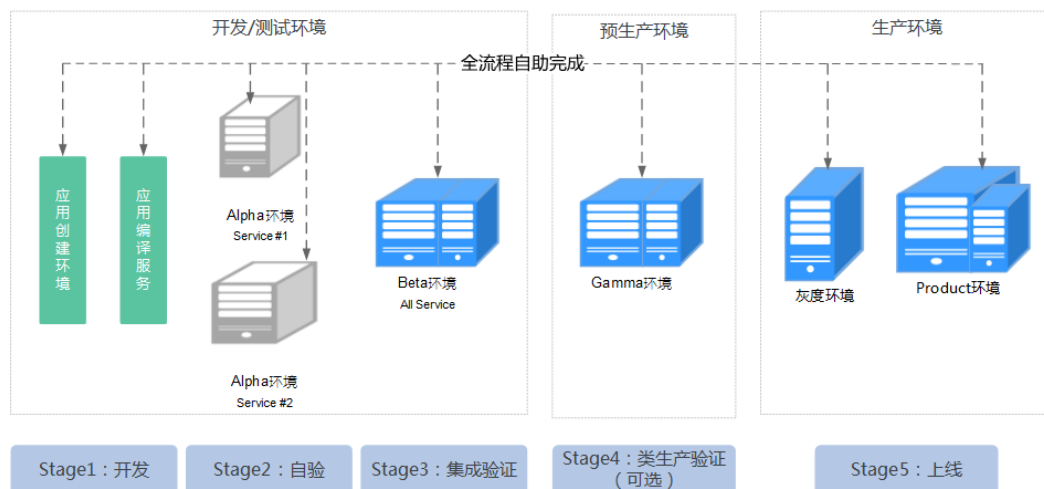 开发/测试环境
预生产环境
生产环境
全流程自助完成
应用创建环境
应用编译服务
Alpha环境
Service #1
Alpha环境
Service #2
Beta环境
All Service
Gamma环境
灰度环境
Product环境
Stage1：开发
Stage2：自验
Stage3：集成验证
Stage4：类生产验证
（可选）
Stage5：上线